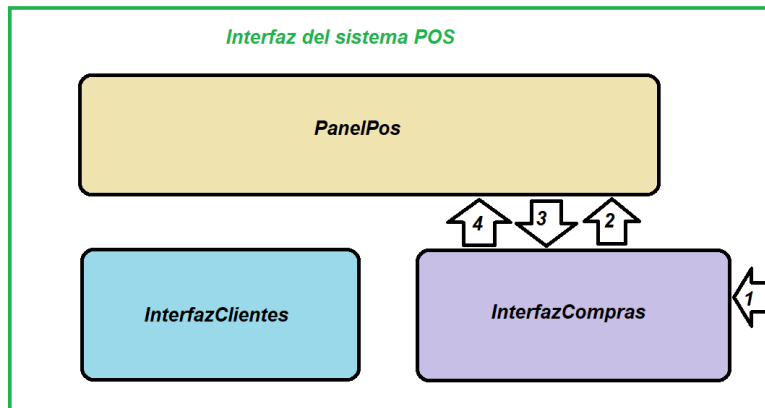 Interfaz del sistema POS
PanelPos
4 3 2
InterfazClientes
InterfazCompras
1